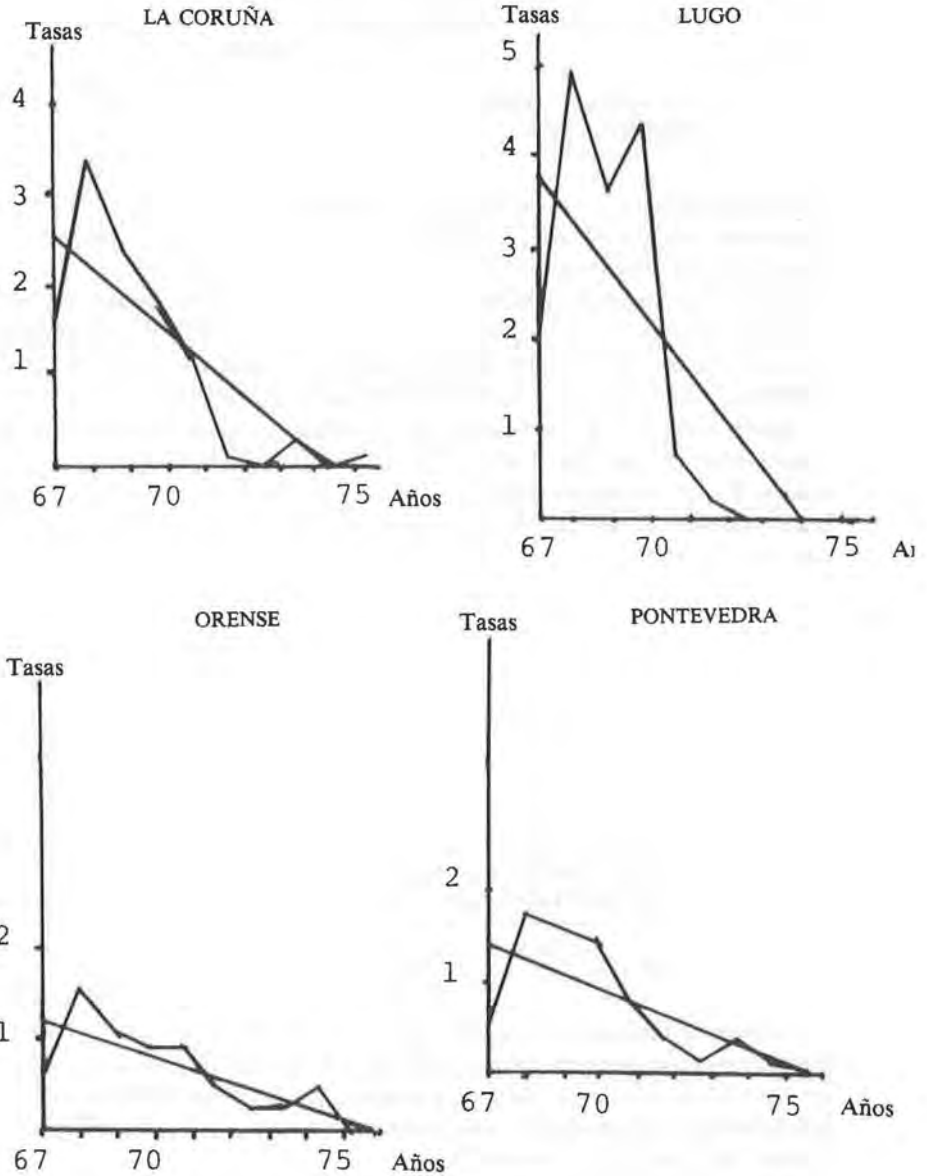 LA CORUÑA
Tasas
4
3
2
1
67 70 75 Años
LUGO
Tasas
5
4
3
2
1
67 70 75
ORENSE
Tasas
2
1
67 70 75 Años
PONTEVEDRA
Tasas
2
1
67 70 75 Años